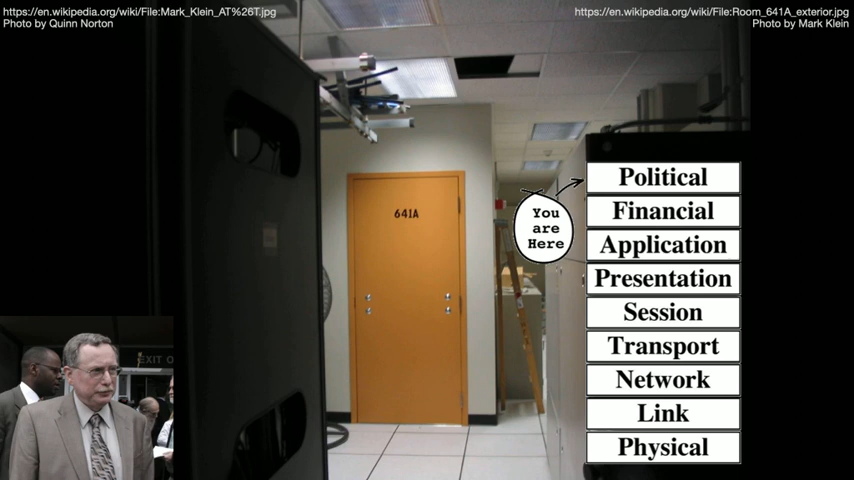 https://en.wikipedia.org/wiki/File:Mark_Klein_AT%26T.jpg
Photo by Quinn Norton
https://en.wikipedia.org/wiki/File:Room_641A_exterior.jpg
Photo by Mark Klein
641A
You
are
Here
Political
Financial
Application
Presentation
Session
Transport
Network
Link
Physical
EXIT O